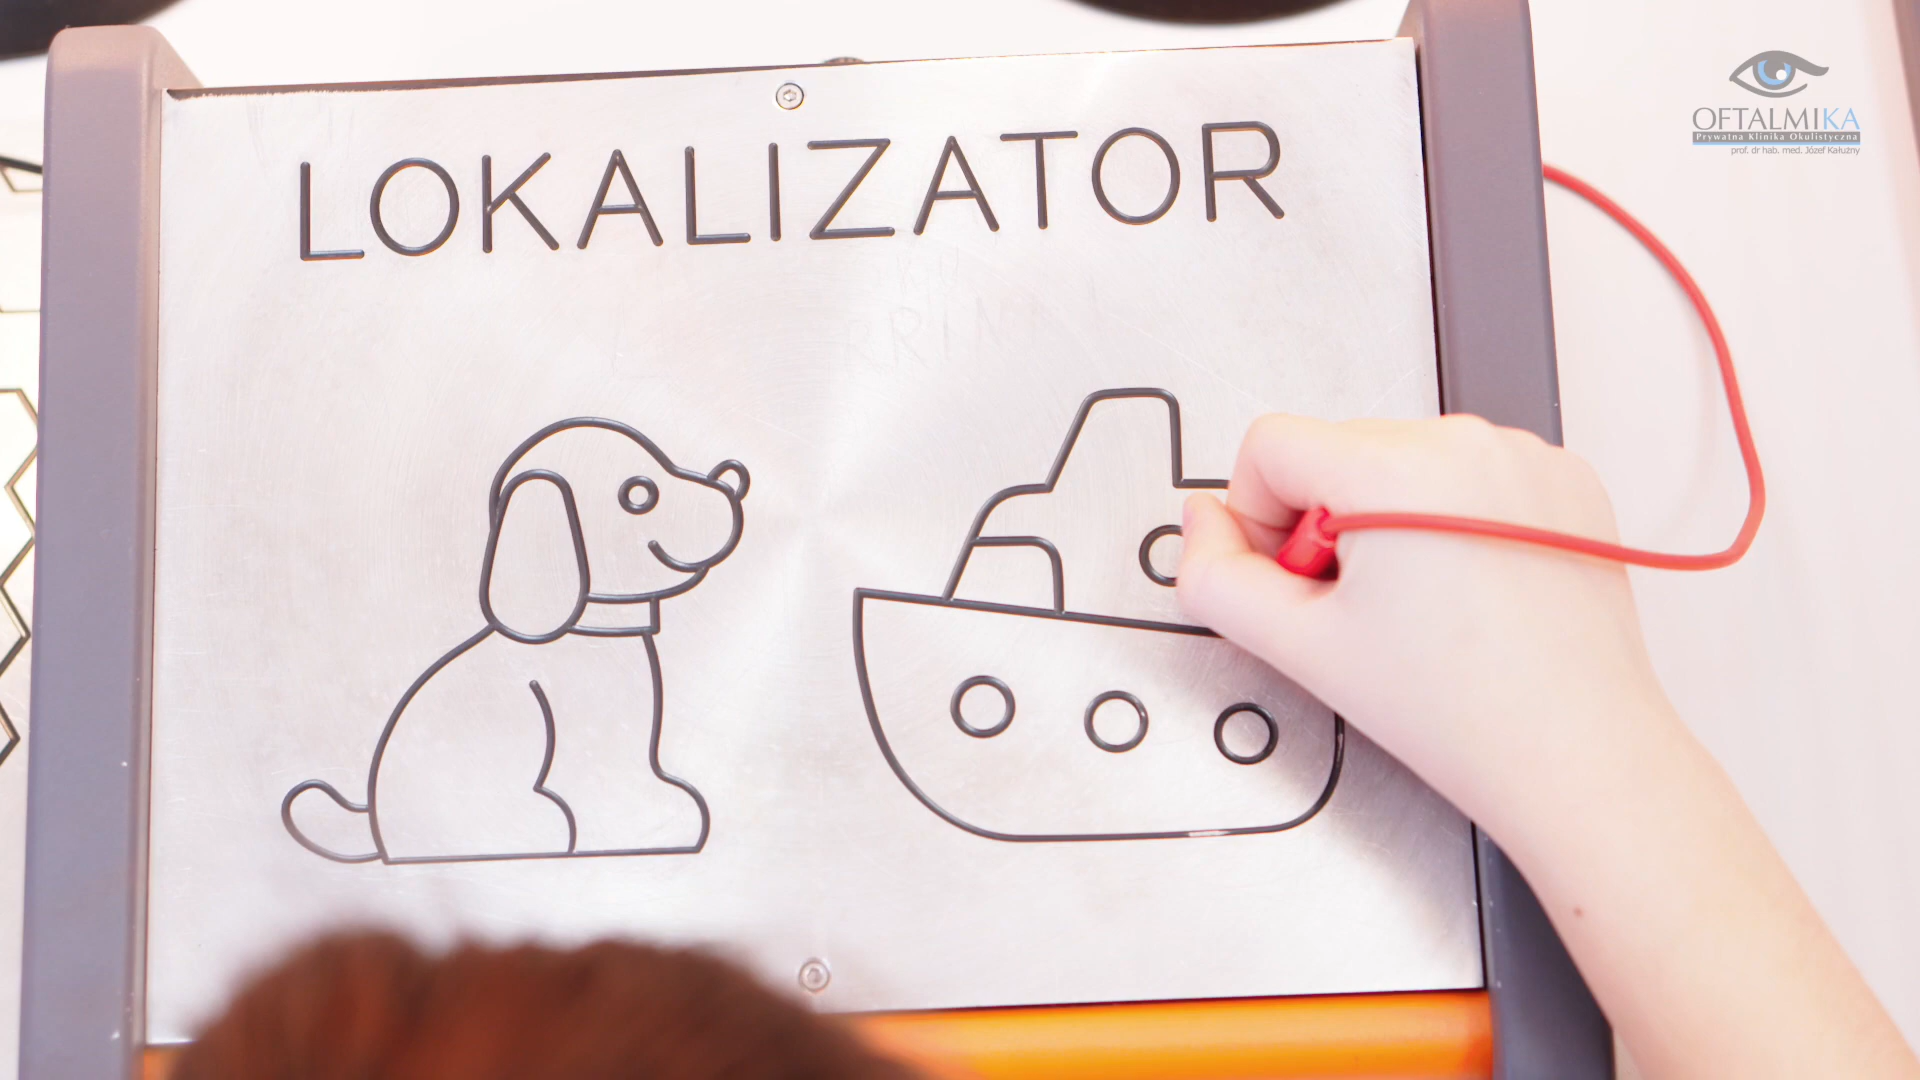 LOKALIZATOR
OFTALMIKA
Prywatna Klinika Okulistyczna
prof. dr hab. med. Józef Kałużny